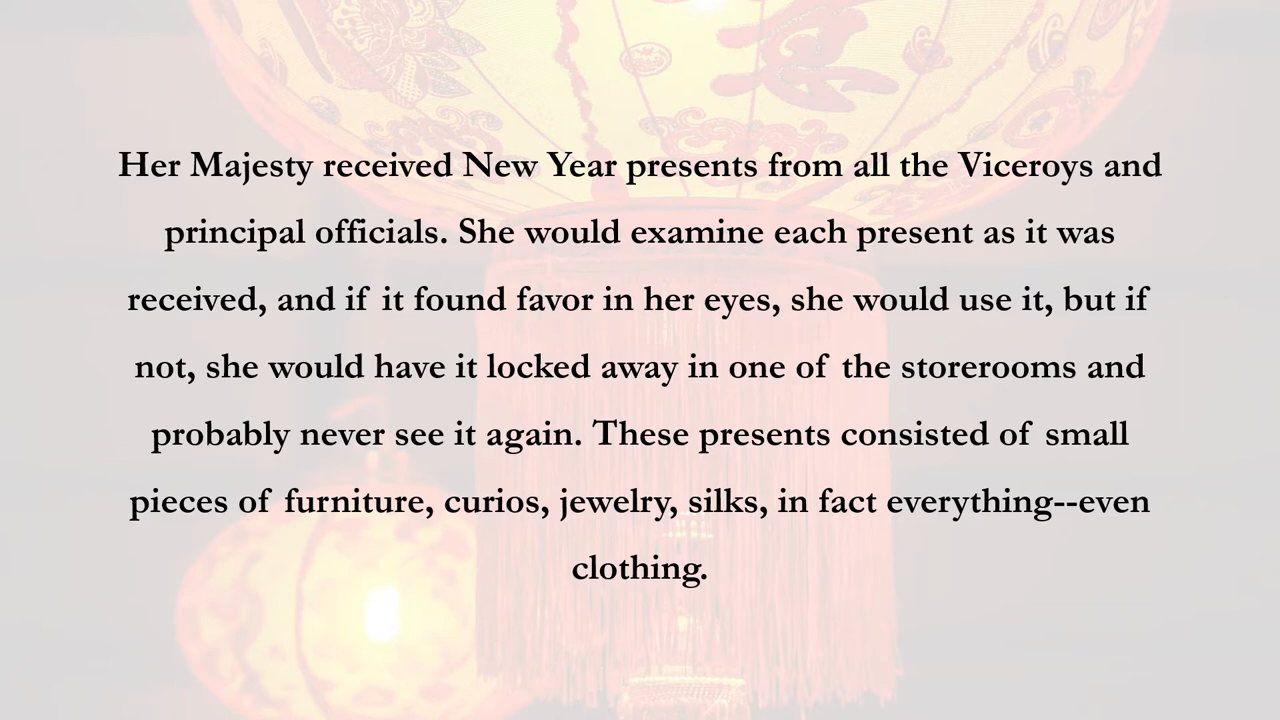 Her Majesty received New Year presents from all the Viceroys and
principal officials. She would examine each present as it was
received, and if it found favor in her eyes, she would use it, but if
not, she would have it locked away in one of the storerooms and
probably never see it again. These presents consisted of small
pieces of furniture, curios, jewelry, silks, in fact everything--even
clothing.